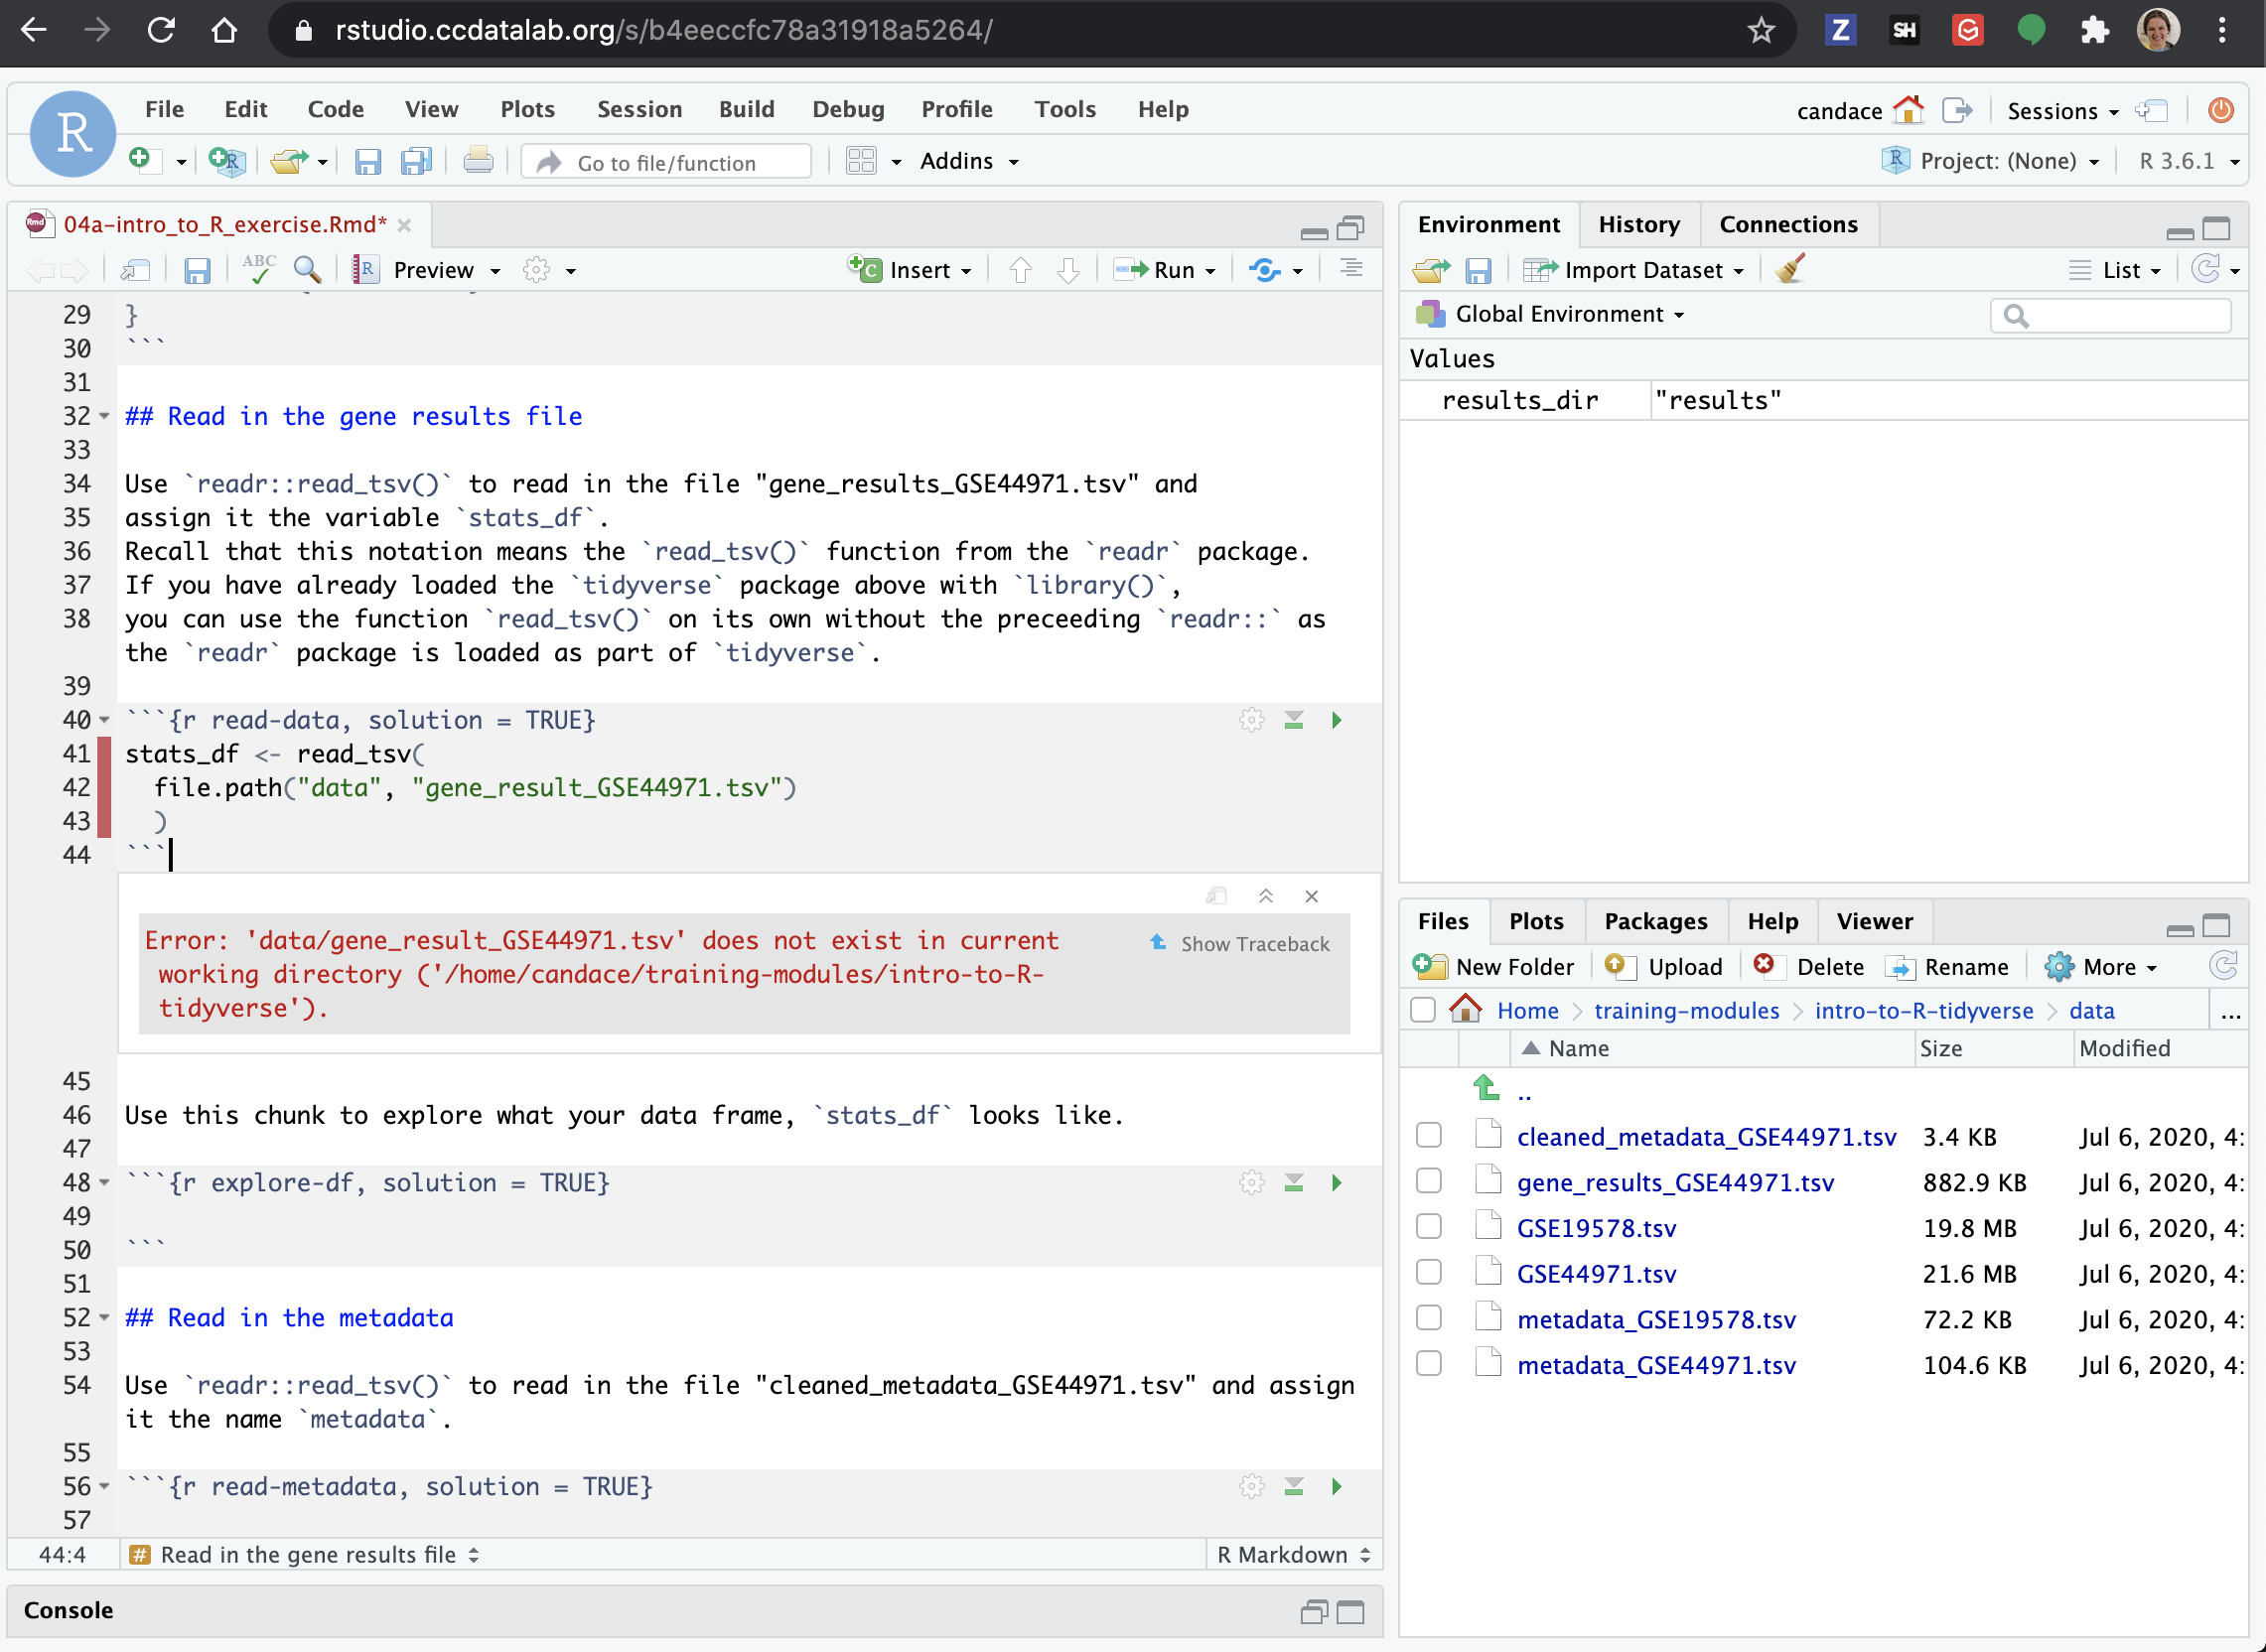 rstudio.ccdatalab.org/s/b4eeccfc78a31918a5264/
Z
SH
G
R
File Edit Code View Plots Session Build Debug Profile Tools Help
candace
Sessions
Go to file/function
Addins
Project: (None)
R 3.6.1
04a-intro_to_R_exercise.Rmd*
ABC
Preview
Insert
Run
29 }
30 ```
31
32 ## Read in the gene results file
33
34 Use `readr::read_tsv()` to read in the file "gene_results_GSE44971.tsv" and
35 assign it the variable `stats_df`.
36 Recall that this notation means the `read_tsv()` function from the `readr` package.
37 If you have already loaded the `tidyverse` package above with `library()`,
38 you can use the function `read_tsv()` on its own without the preceeding `readr::` as
the `readr` package is loaded as part of `tidyverse`.
39
40 ```{r read-data, solution = TRUE}
41 stats_df <- read_tsv(
42 file.path("data", "gene_result_GSE44971.tsv")
43 )
44 ```
Error: 'data/gene_result_GSE44971.tsv' does not exist in current
working directory ('/home/candace/training-modules/intro-to-R-
tidyverse').
Show Traceback
45
46 Use this chunk to explore what your data frame, `stats_df` looks like.
47
48 ```{r explore-df, solution = TRUE}
49
50 ```
51
52 ## Read in the metadata
53
54 Use `readr::read_tsv()` to read in the file "cleaned_metadata_GSE44971.tsv" and assign
it the name `metadata`.
55
56 ```{r read-metadata, solution = TRUE}
57
44:4 # Read in the gene results file R Markdown
Console
Environment History Connections
Import Dataset
List
Global Environment
Values
results_dir "results"
Files Plots Packages Help Viewer
New Folder Upload Delete Rename More
Home > training-modules > intro-to-R-tidyverse > data ...
Name Size Modified
..
cleaned_metadata_GSE44971.tsv 3.4 KB Jul 6, 2020, 4:
gene_results_GSE44971.tsv 882.9 KB Jul 6, 2020, 4:
GSE19578.tsv 19.8 MB Jul 6, 2020, 4:
GSE44971.tsv 21.6 MB Jul 6, 2020, 4:
metadata_GSE19578.tsv 72.2 KB Jul 6, 2020, 4:
metadata_GSE44971.tsv 104.6 KB Jul 6, 2020, 4: